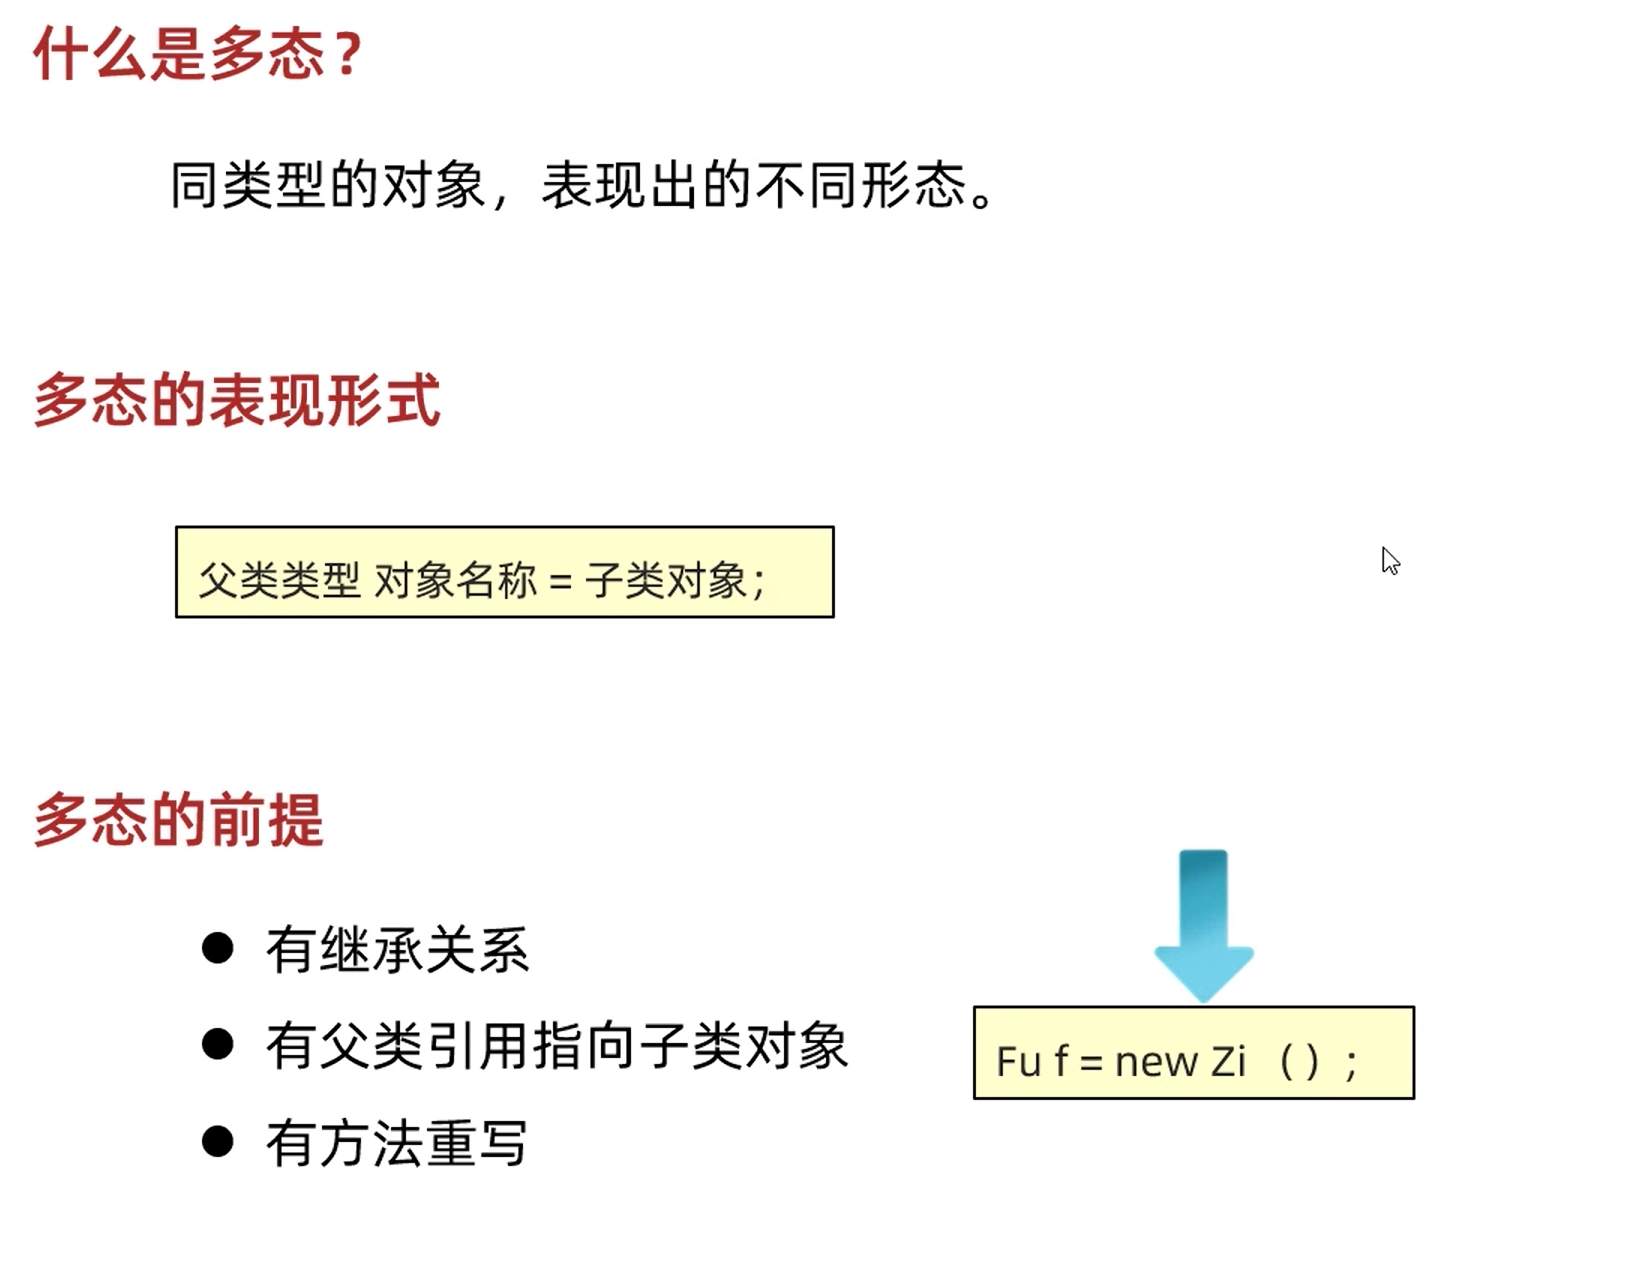 什么是多态？
同类型的对象，表现出的不同形态。
多态的表现形式
父类类型 对象名称 = 子类对象；
多态的前提
● 有继承关系
● 有父类引用指向子类对象
Fu f = new Zi （）；
● 有方法重写